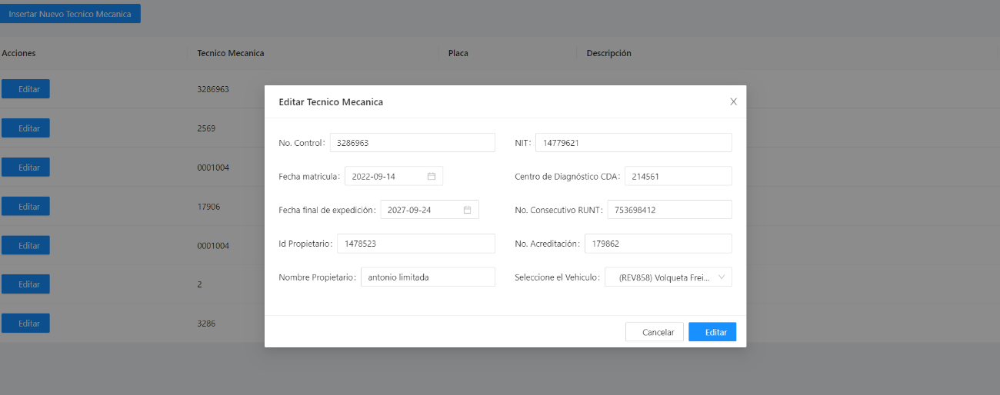 Insertar Nuevo Tecnico Mecanica
Acciones Tecnico Mecanica Placa Descripción
Editar 3286963
Editar 2569
Editar 0001004
Editar 17906
Editar 0001004
Editar 2
Editar 3286
Editar Tecnico Mecanica
No. Control: 3286963 NIT: 14779621
Fecha matricula: 2022-09-14 Centro de Diagnóstico CDA: 214561
Fecha final de expedición: 2027-09-24 No. Consecutivo RUNT: 753698412
Id Propietario: 1478523 No. Acreditación: 179862
Nombre Propietario: antonio limitada Seleccione el Vehiculo: (REV858) Volqueta Frei...
Cancelar Editar